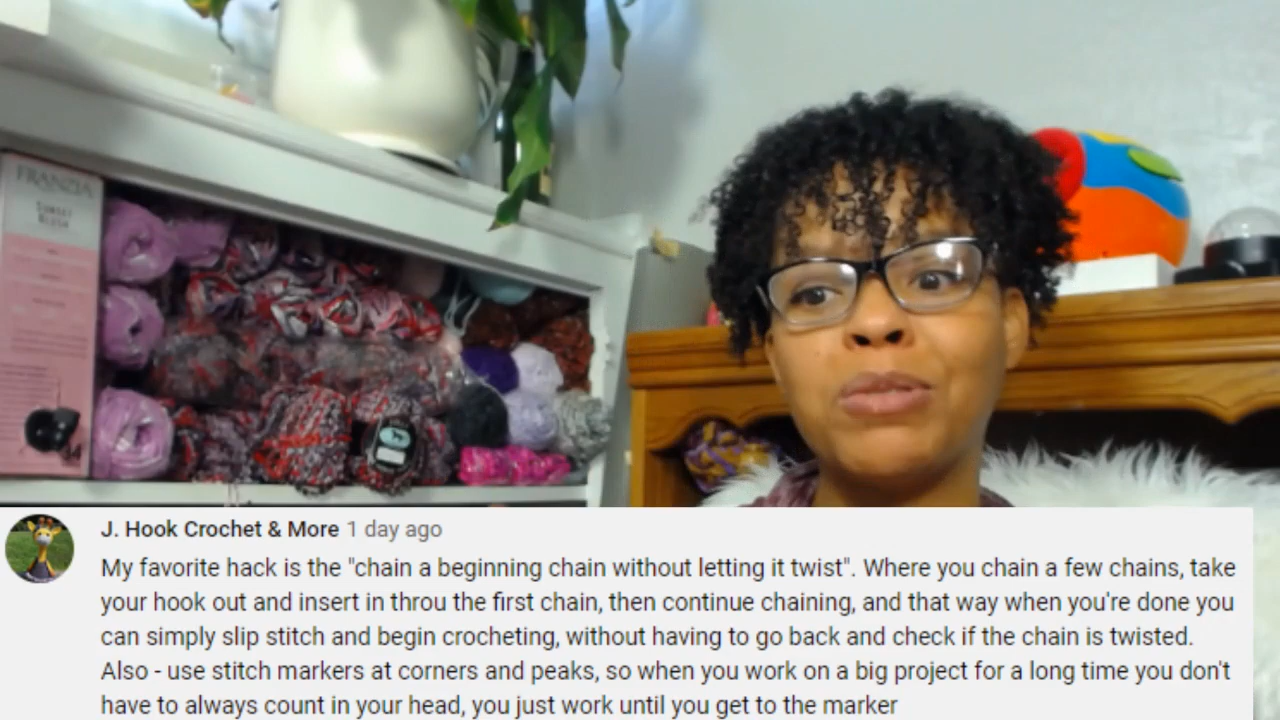 FRANZIA
SUNSET
BLUSH
J. Hook Crochet & More 1 day ago
My favorite hack is the "chain a beginning chain without letting it twist". Where you chain a few chains, take
your hook out and insert in throu the first chain, then continue chaining, and that way when you're done you
can simply slip stitch and begin crocheting, without having to go back and check if the chain is twisted.
Also - use stitch markers at corners and peaks, so when you work on a big project for a long time you don't
have to always count in your head, you just work until you get to the marker